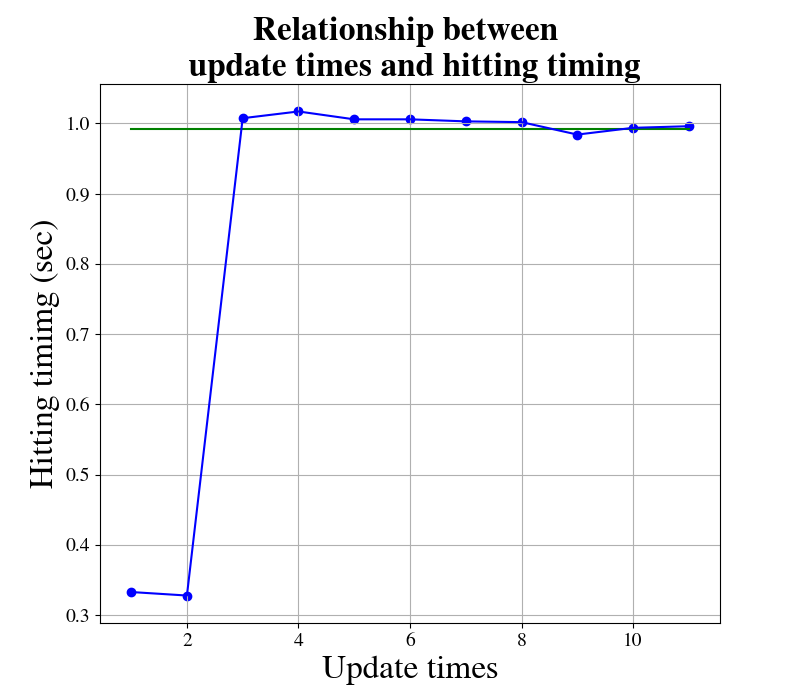 Relationship between
update times and hitting timing
1.0
0.9
0.8
0.7
0.6
0.5
0.4
0.3
Hitting timimg (sec)
2 4 6 8 10
Update times